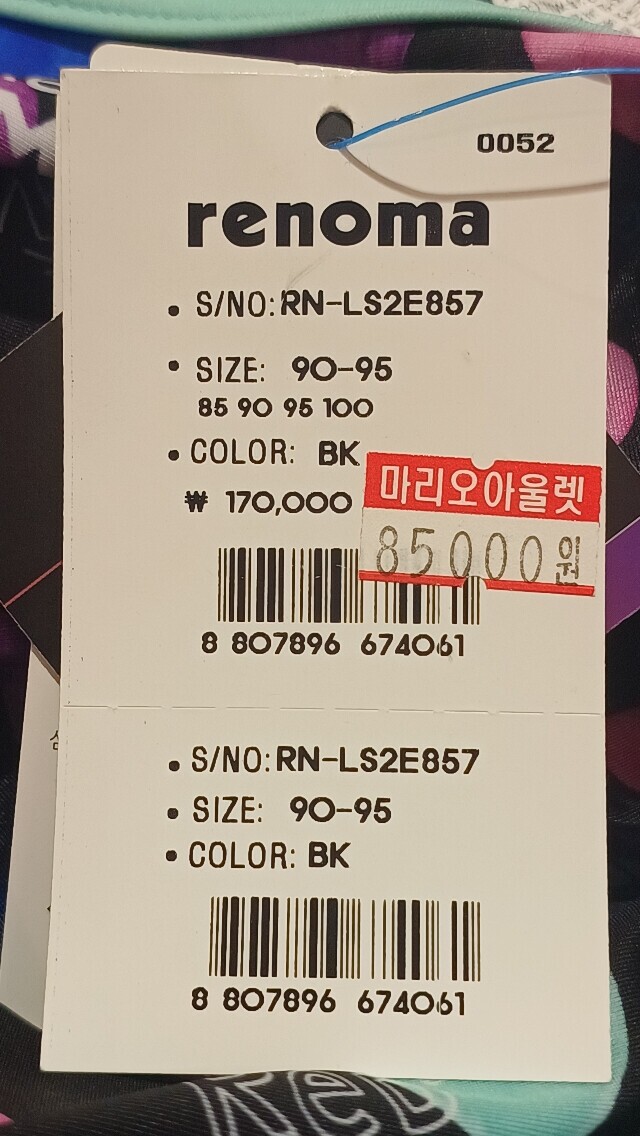 0052
renoma
• S/NO: RN-LS2E857
• SIZE: 90-95
85 90 95 100
• COLOR: BK
₩ 170,000
마리오아울렛
85000원
8 807896 674061
• S/NO: RN-LS2E857
• SIZE: 90-95
• COLOR: BK
8 807896 674061